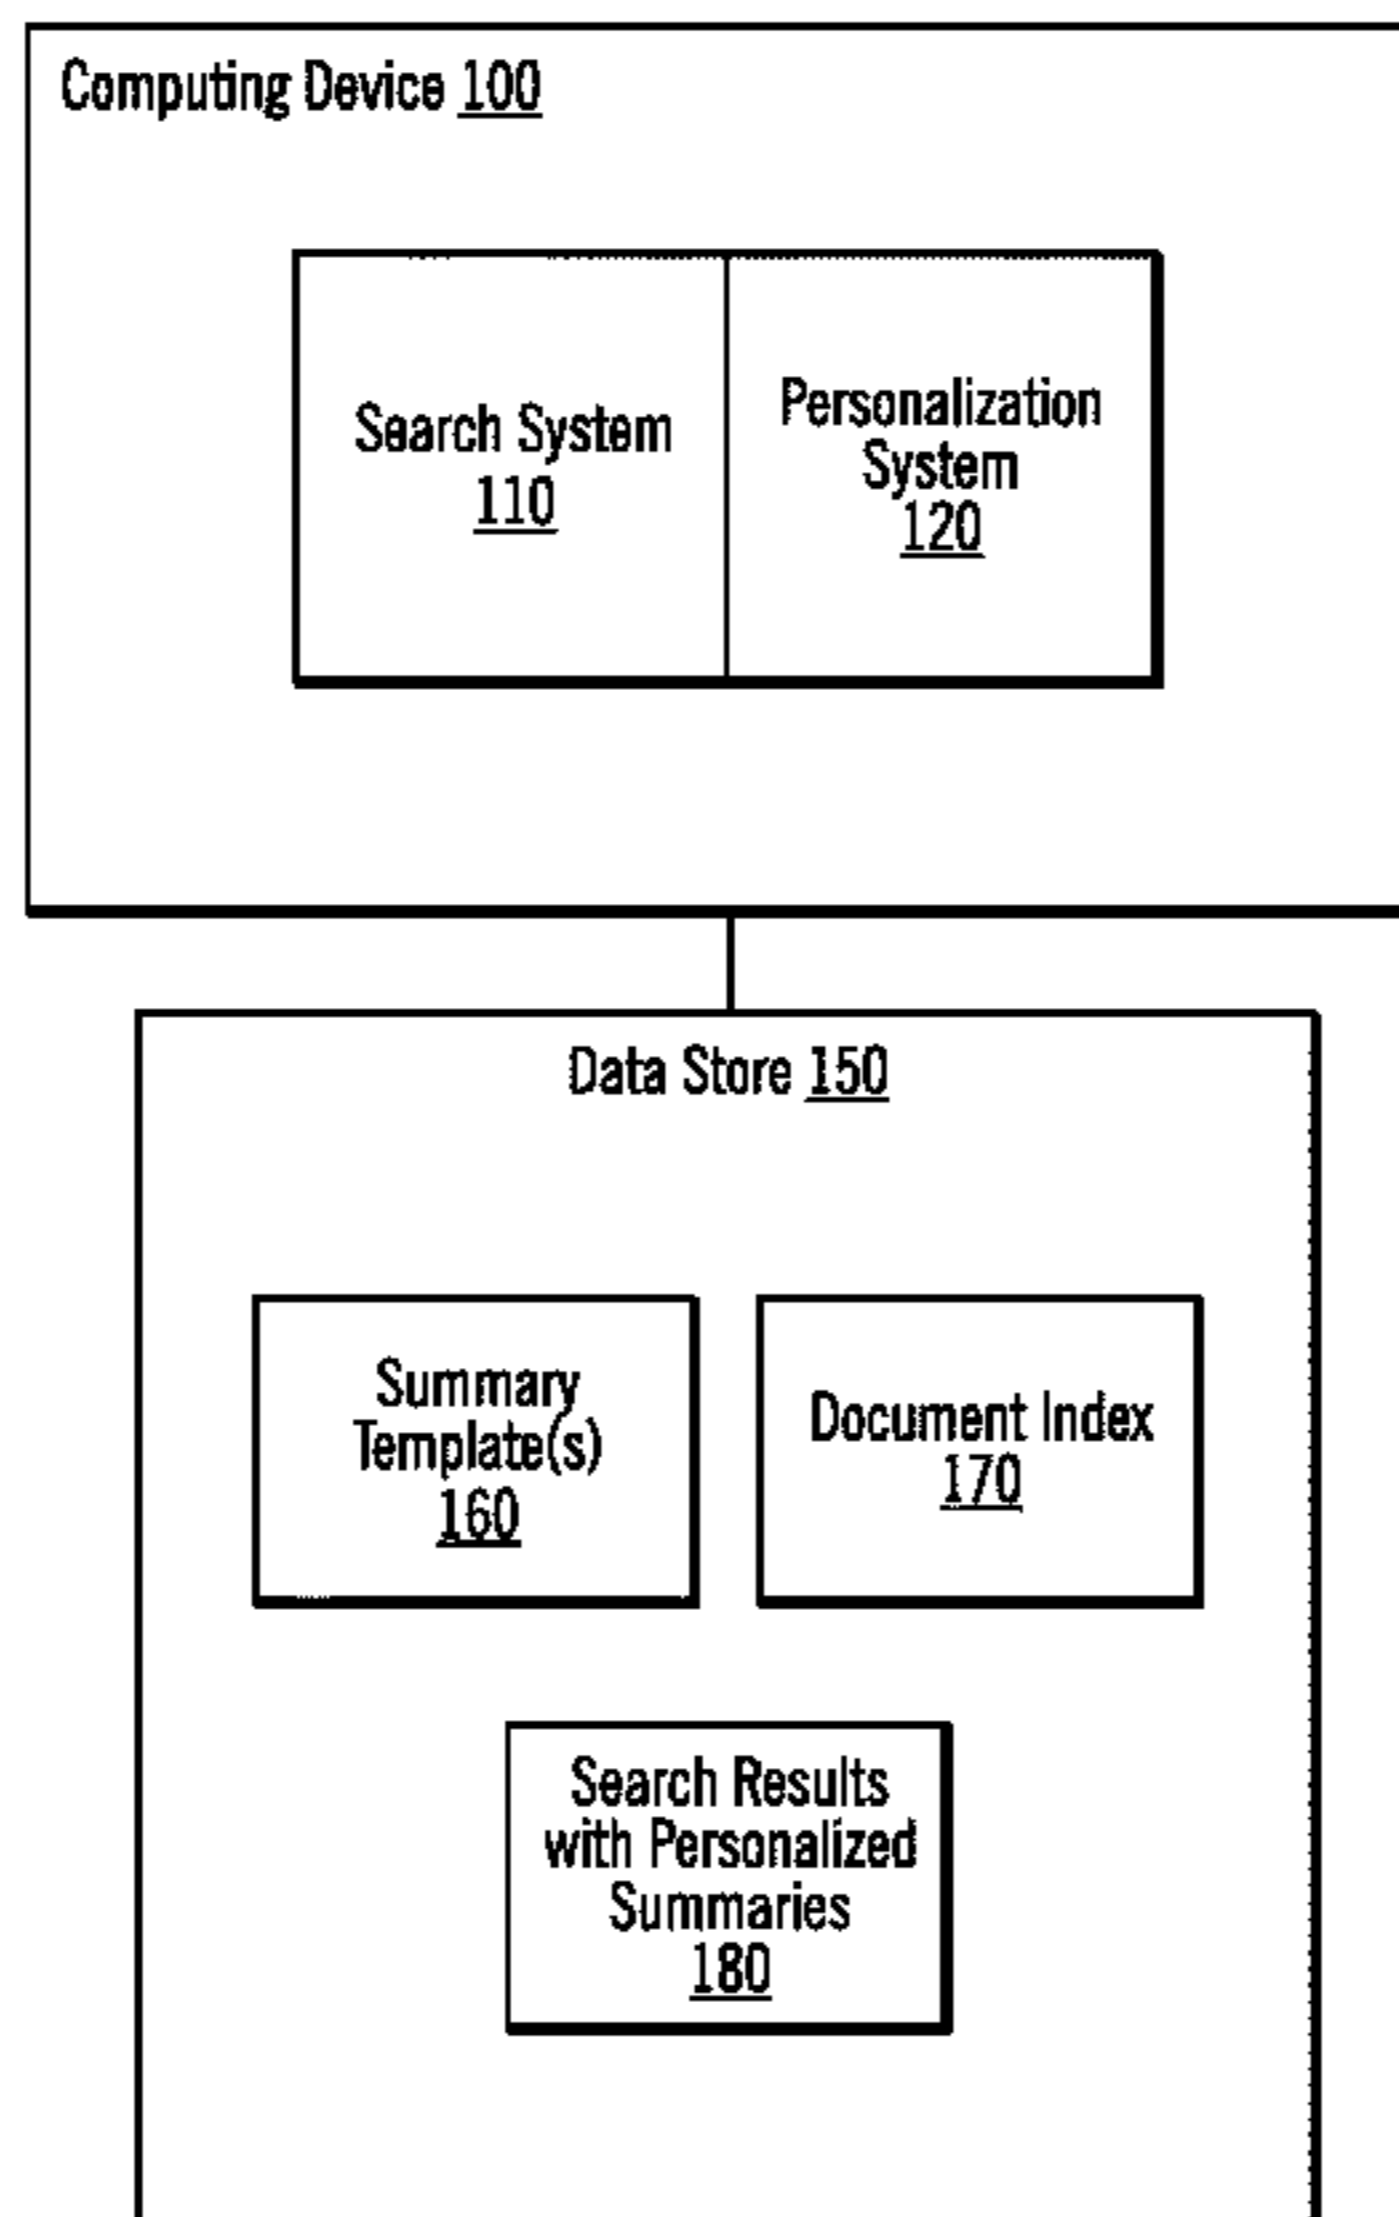 Computing Device 100
Search System
110
Personalization
System
120
Data Store 150
Summary
Template(s)
160
Document Index
170
Search Results
with Personalized
Summaries
180